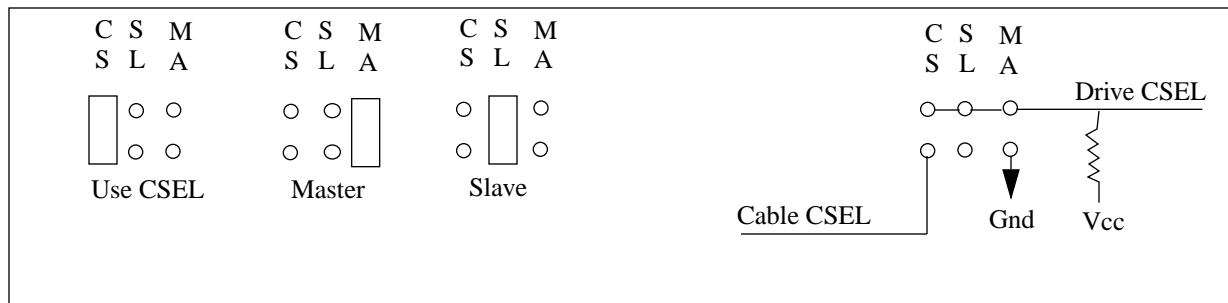 C S M C S M C S M
S L A S L A S L A
Use CSEL Master Slave
C S M
S L A
Drive CSEL
Cable CSEL
Gnd
Vcc